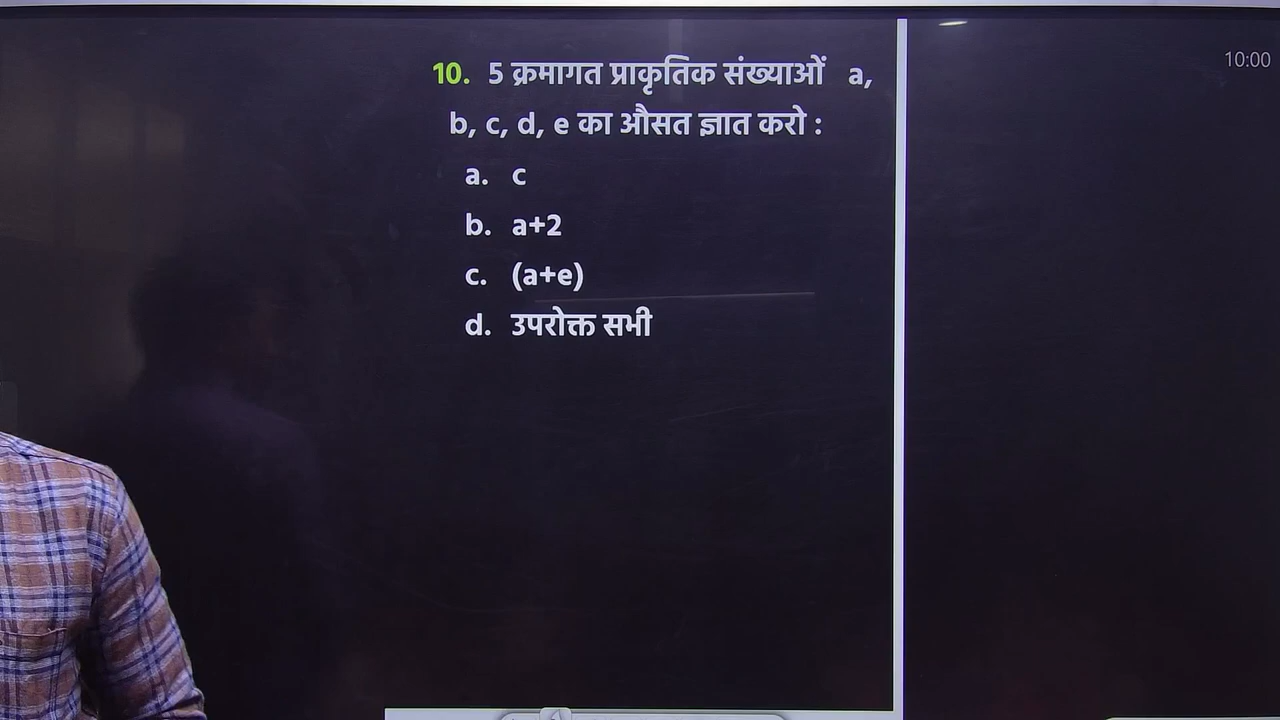 10. 5 क्रमागत प्राकृतिक संख्याओं a,
b, c, d, e का औसत ज्ञात करो :
a. c
b. a+2
c. (a+e)
d. उपरोक्त सभी
10:00